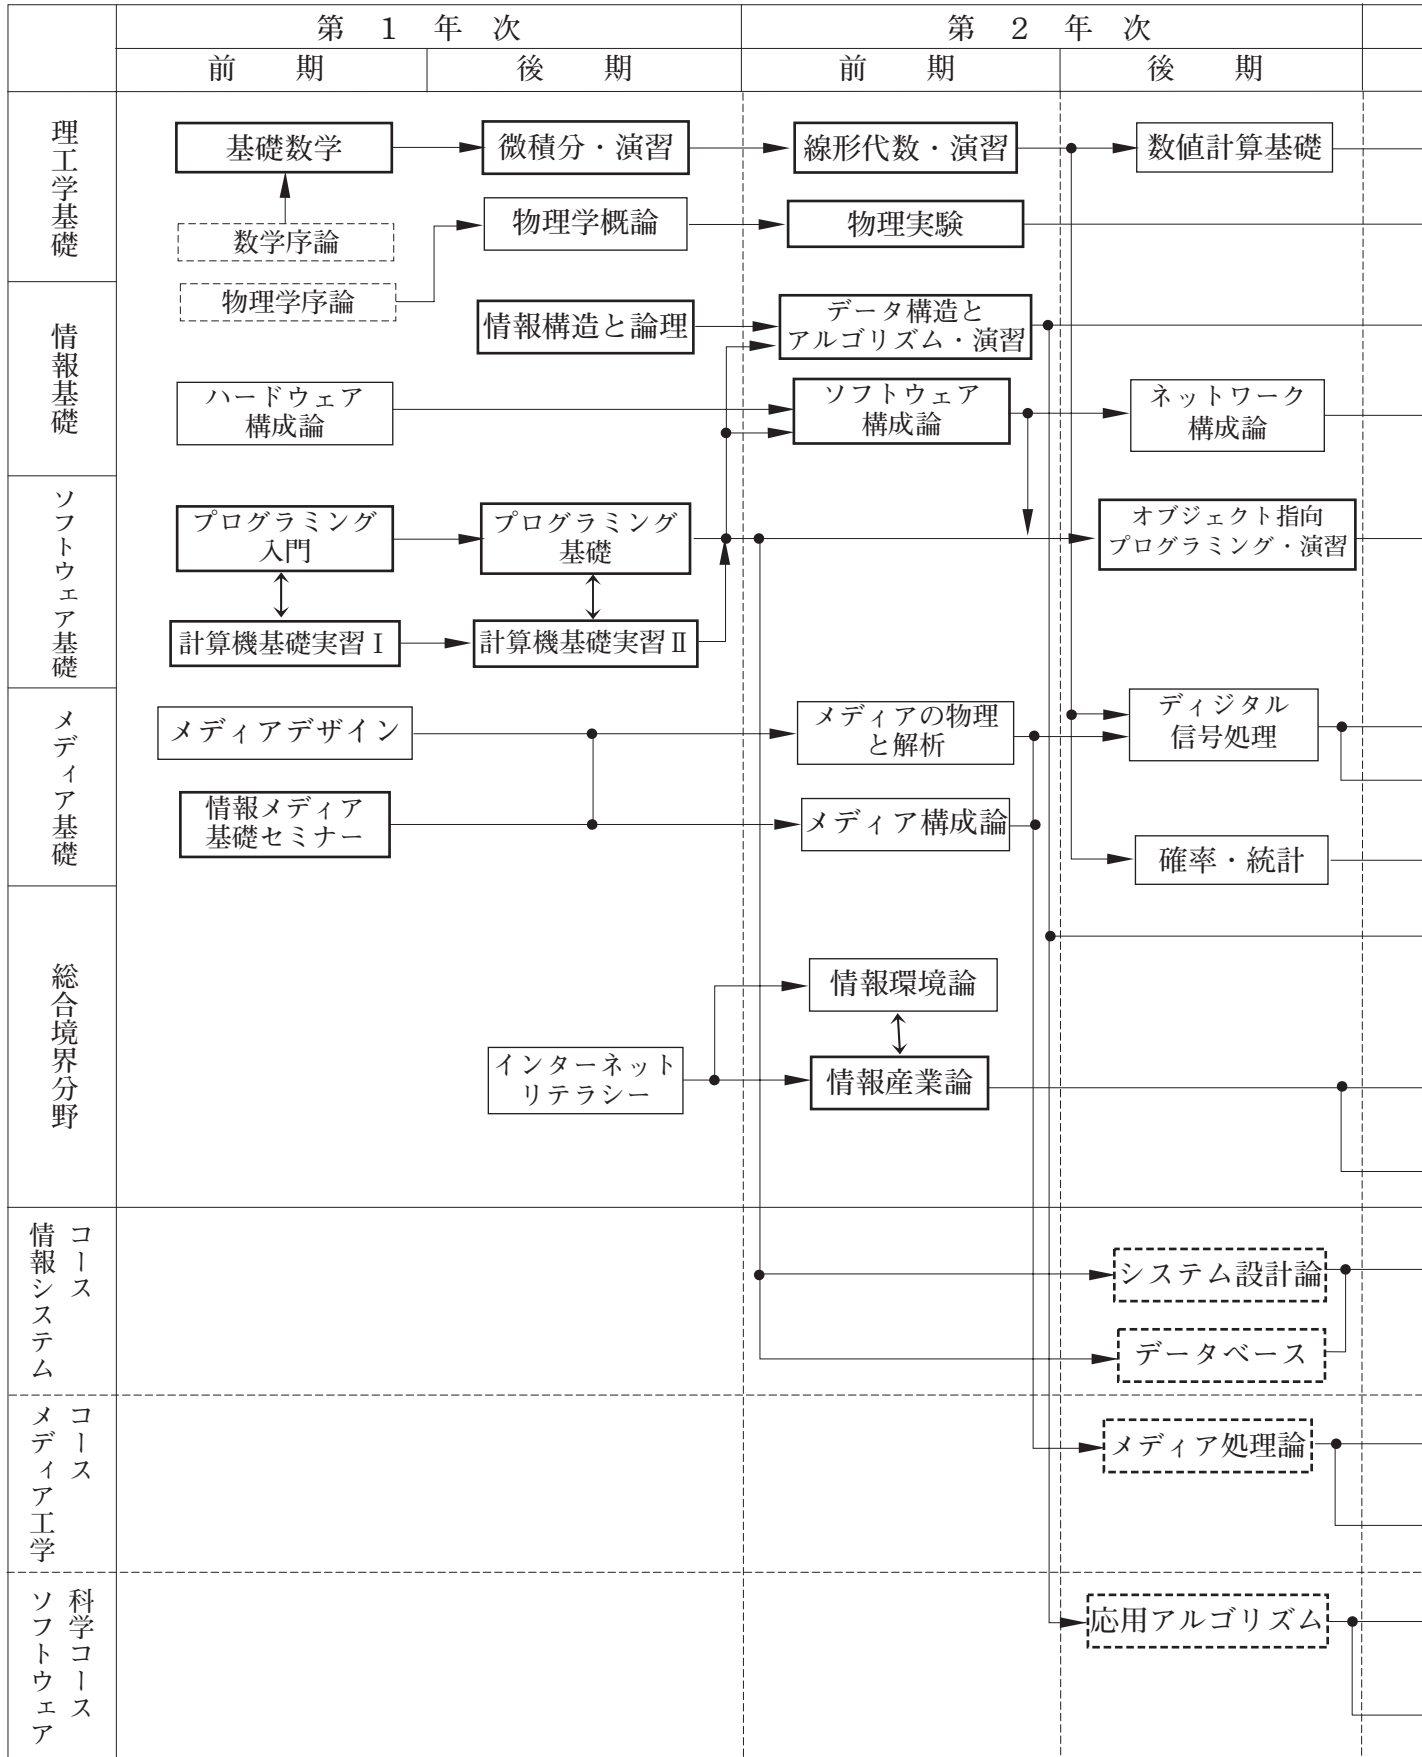 第 1 年 次
第 2 年 次
前 期
後 期
前 期
後 期
理工学基礎
基礎数学
微積分・演習
線形代数・演習
数値計算基礎
数学序論
物理学概論
物理実験
物理学序論
情報基礎
情報構造と論理
データ構造と
アルゴリズム・演習
ハードウェア
構成論
ソフトウェア
構成論
ネットワーク
構成論
ソフトウェア基礎
プログラミング
入門
プログラミング
基礎
オブジェクト指向
プログラミング・演習
計算機基礎実習Ⅰ
計算機基礎実習Ⅱ
メディア基礎
メディアデザイン
メディアの物理
と解析
ディジタル
信号処理
情報メディア
基礎セミナー
メディア構成論
確率・統計
総合境界分野
情報環境論
インターネット
リテラシー
情報産業論
情報システム
コース
システム設計論
データベース
メディア工学
コース
メディア処理論
ソフトウェア
科学コース
応用アルゴリズム